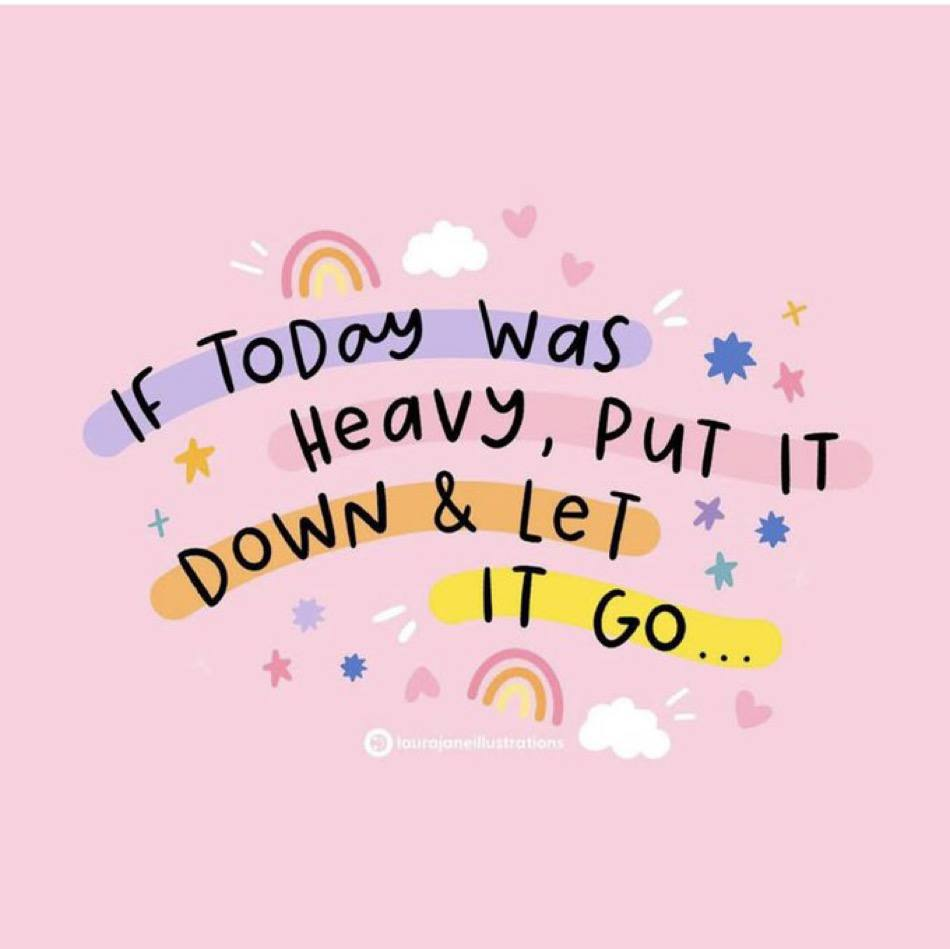 IF TODay Was
Heavy, PUT IT
DOWN & LeT
IT GO...
laurajaneillustrations